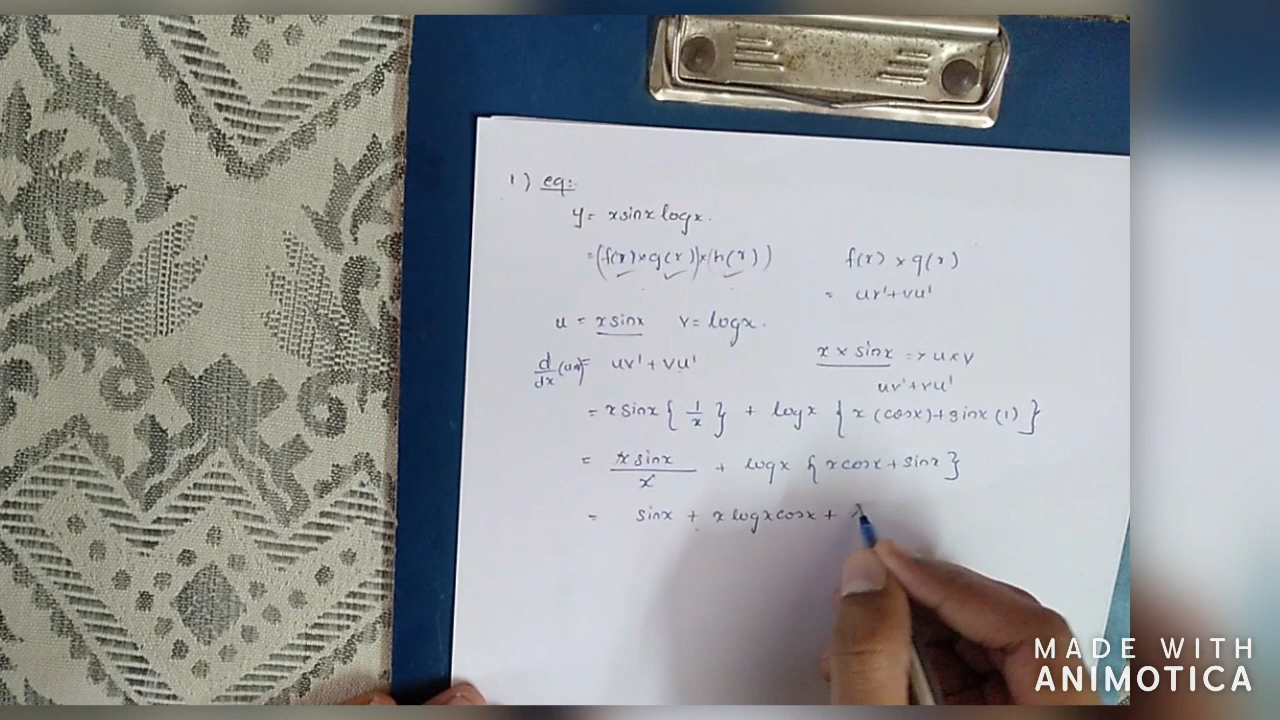 1) eq:-
y = x sinx logx.
= (f(x) × g(x)) × (h(x))
f(x) × g(x)
= uv' + vu'
u = x sinx v = logx.
d/dx (uv) = uv' + vu'
x × sinx => u × v
uv' + vu'
= x sinx { 1/x } + logx { x (cosx) + sinx (1) }
= x sinx / x + logx { x cosx + sinx }
= sinx + x logx cosx +
MADE WITH
ANIMOTICA